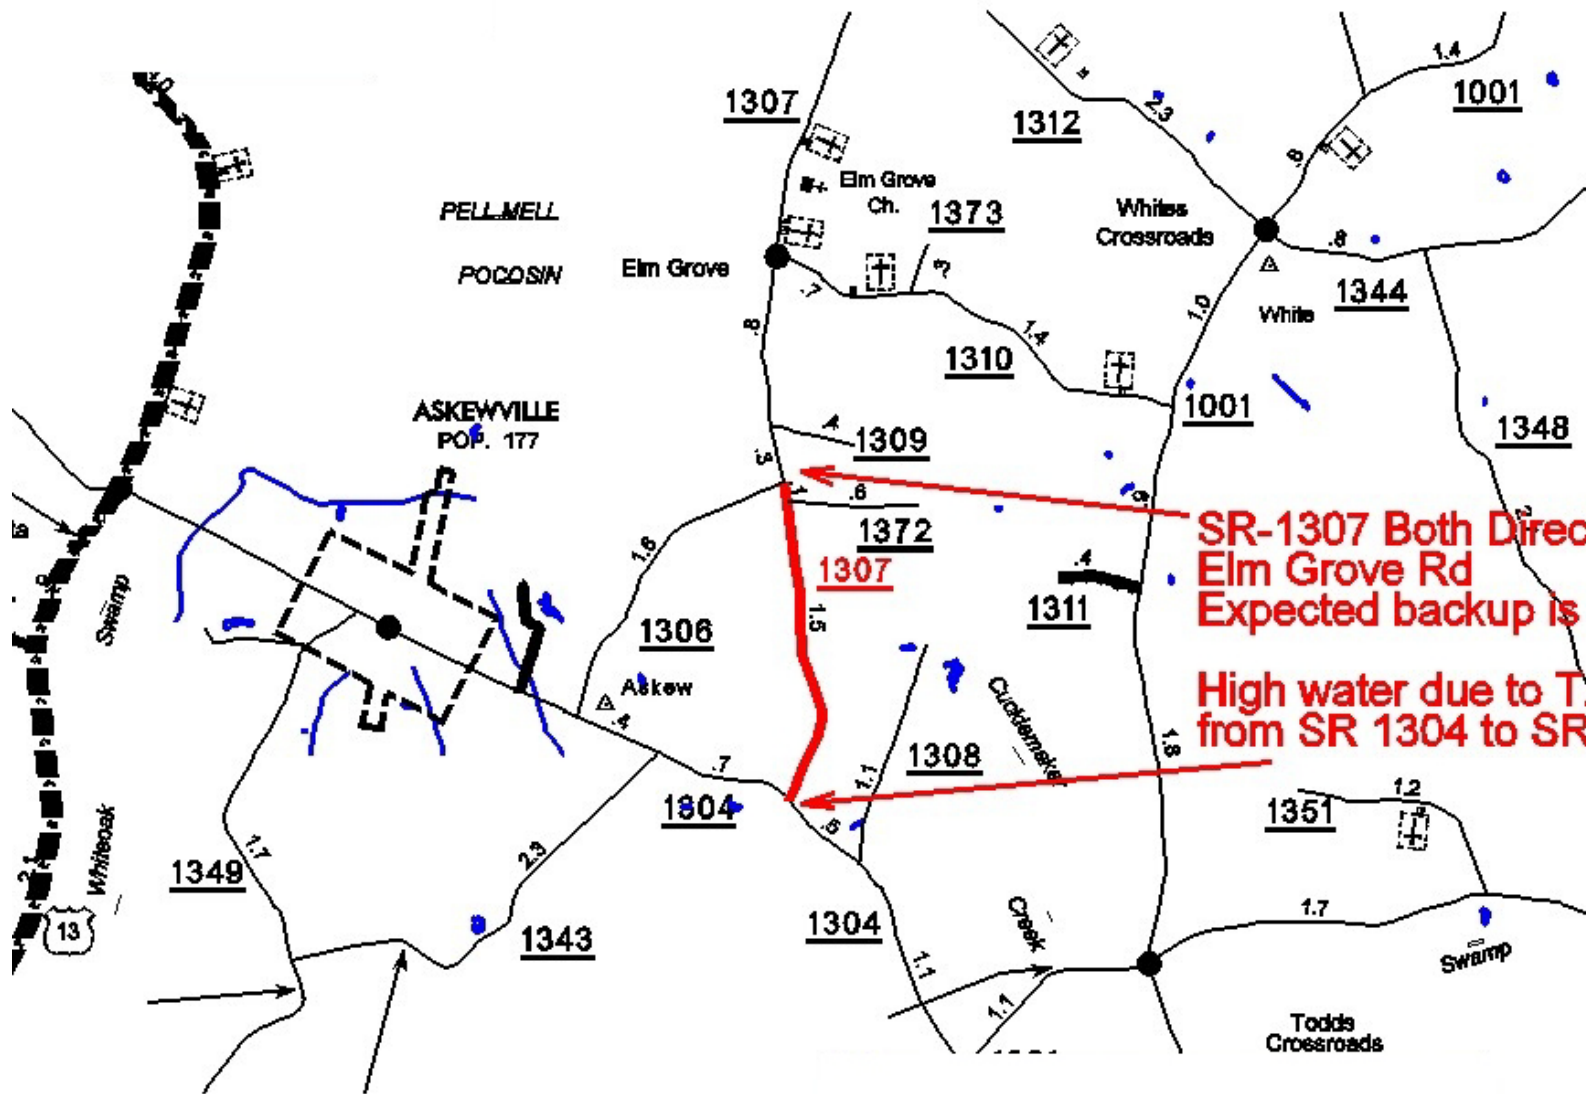 1307
1312
2.3
1.4
1001
.8
Elm Grove
Ch.
1373
Whites
Crossroads
PELL MELL
POCOSIN
Elm Grove
.7
.3
.8
1344
1.0
White
.8
1.4
1310
1001
ASKEWVILLE
POP. 177
.4
1309
1348
.3
.6
1372
SR-1307 Both Direc
Elm Grove Rd
Expected backup is
1307
.4
1311
1.6
1.5
Swamp
1306
Askew
.4
Cucklemaker
High water due to T
from SR 1304 to SR
1.8
.7
1308
1.1
1304
.5
1351
1.2
Whiteoak
1.7
1349
2.3
13
1343
1304
Creek
1.7
1.1
Swamp
1.1
Todds
Crossroads